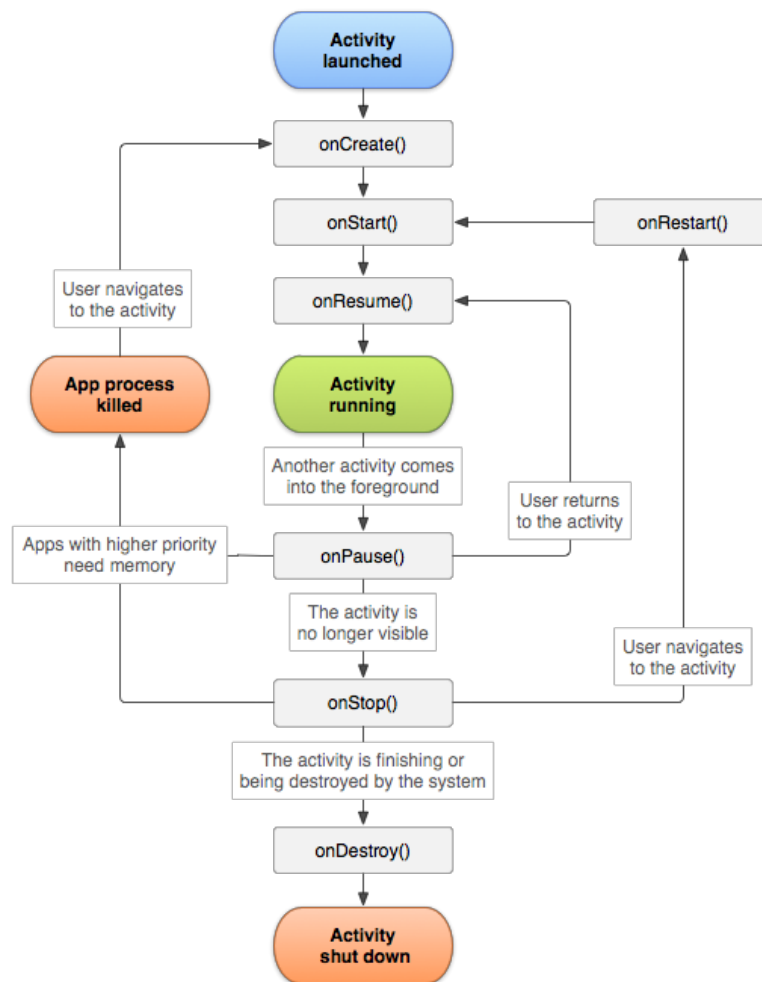 Activity
launched
onCreate()
onStart()
onRestart()
User navigates
to the activity
onResume()
App process
killed
Activity
running
Another activity comes
into the foreground
User returns
to the activity
Apps with higher priority
need memory
onPause()
The activity is
no longer visible
User navigates
to the activity
onStop()
The activity is finishing or
being destroyed by the system
onDestroy()
Activity
shut down